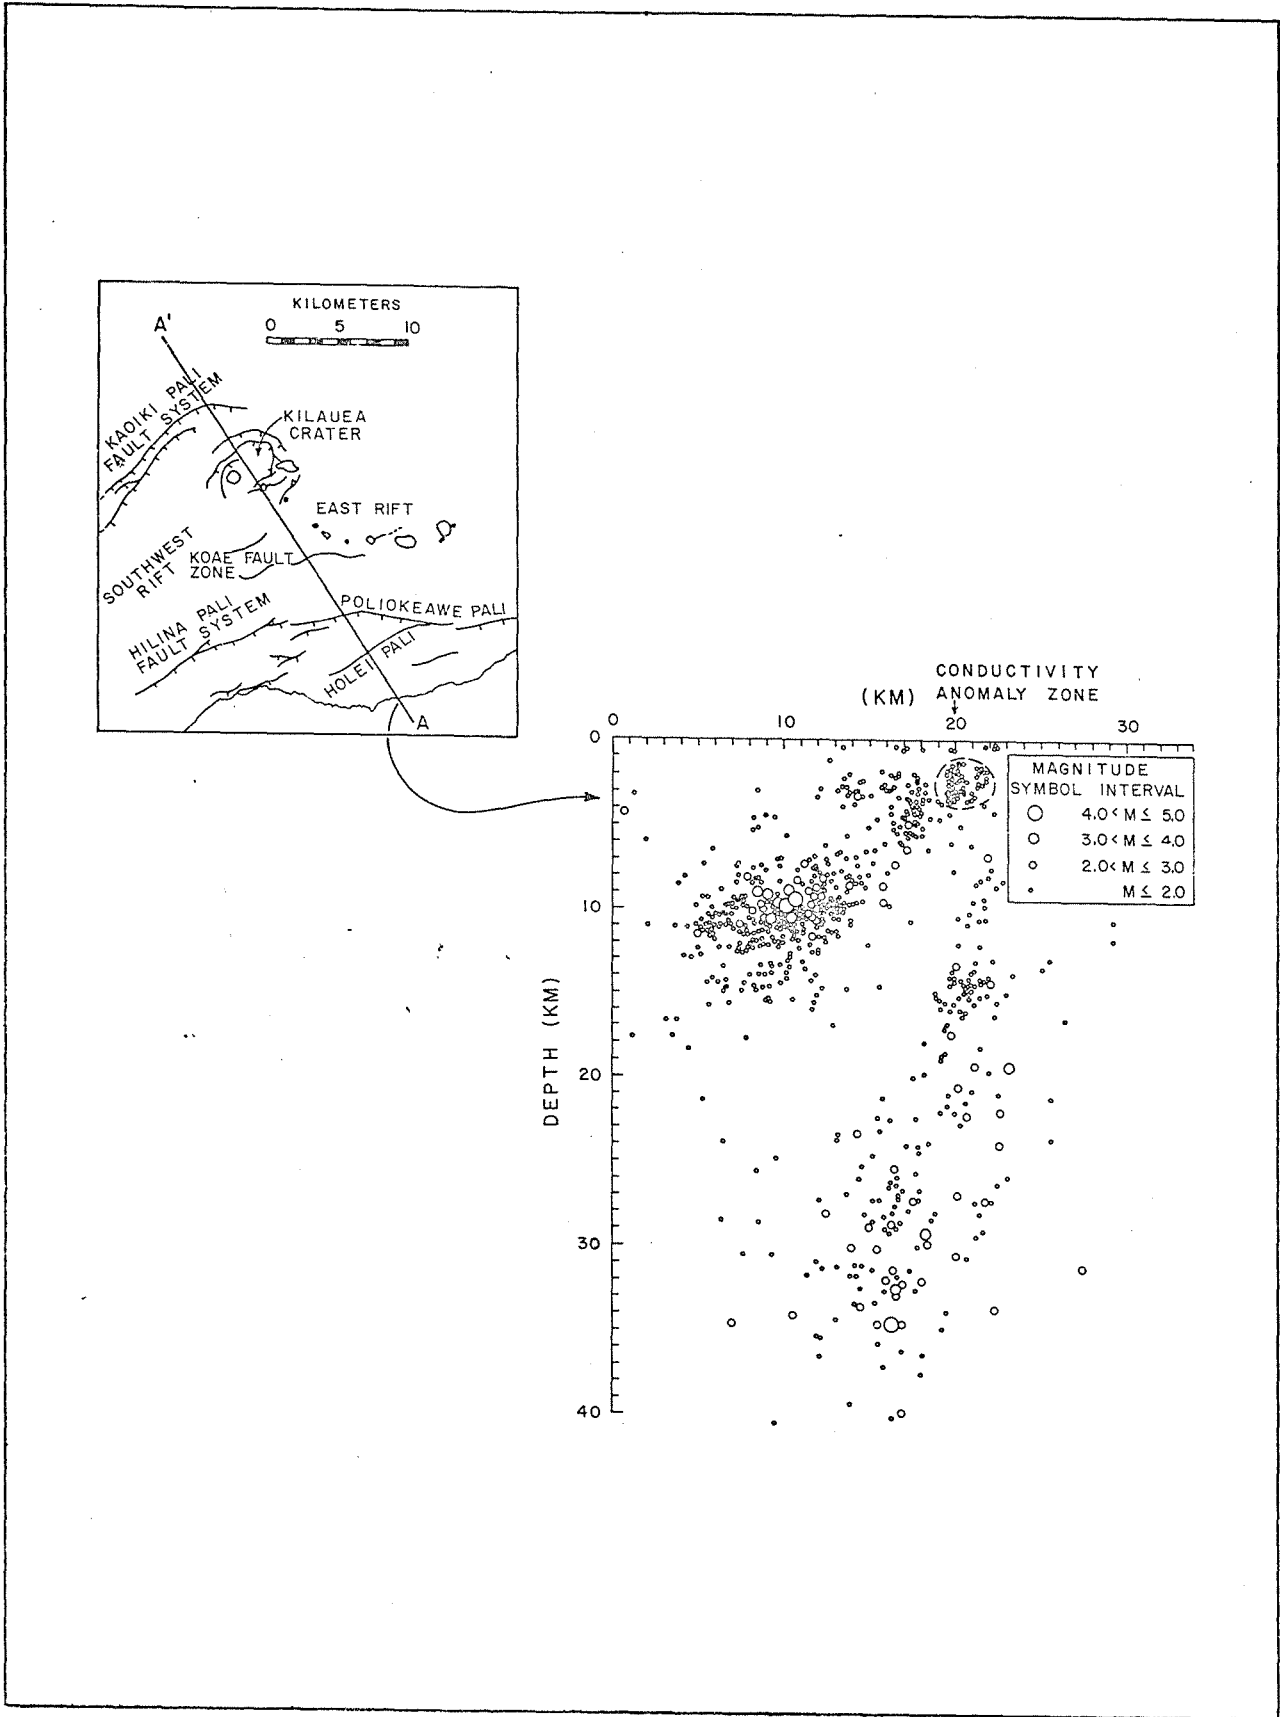 KILOMETERS
0 5 10
A'
KAOIKI PALI
FAULT SYSTEM
KILAUEA
CRATER
EAST RIFT
SOUTHWEST
RIFT
KOAE FAULT
ZONE
POLIOKEAWE PALI
HILINA PALI
FAULT SYSTEM
HOLEI PALI
A
CONDUCTIVITY
(KM) ANOMALY ZONE
0 10 20 30
0
10
20
30
40
DEPTH (KM)
MAGNITUDE
SYMBOL INTERVAL
4.0 < M ≤ 5.0
3.0 < M ≤ 4.0
2.0 < M ≤ 3.0
M ≤ 2.0